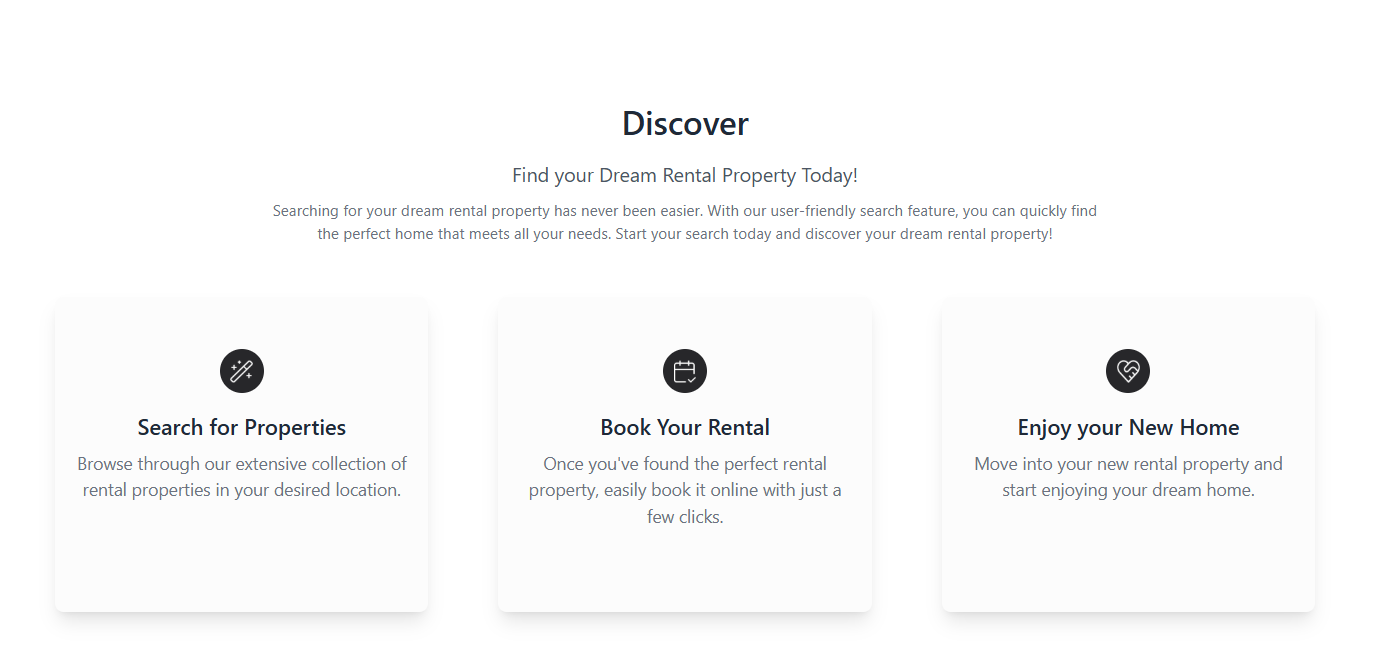 Discover
Find your Dream Rental Property Today!
Searching for your dream rental property has never been easier. With our user-friendly search feature, you can quickly find
the perfect home that meets all your needs. Start your search today and discover your dream rental property!
Search for Properties
Browse through our extensive collection of
rental properties in your desired location.
Book Your Rental
Once you've found the perfect rental
property, easily book it online with just a
few clicks.
Enjoy your New Home
Move into your new rental property and
start enjoying your dream home.